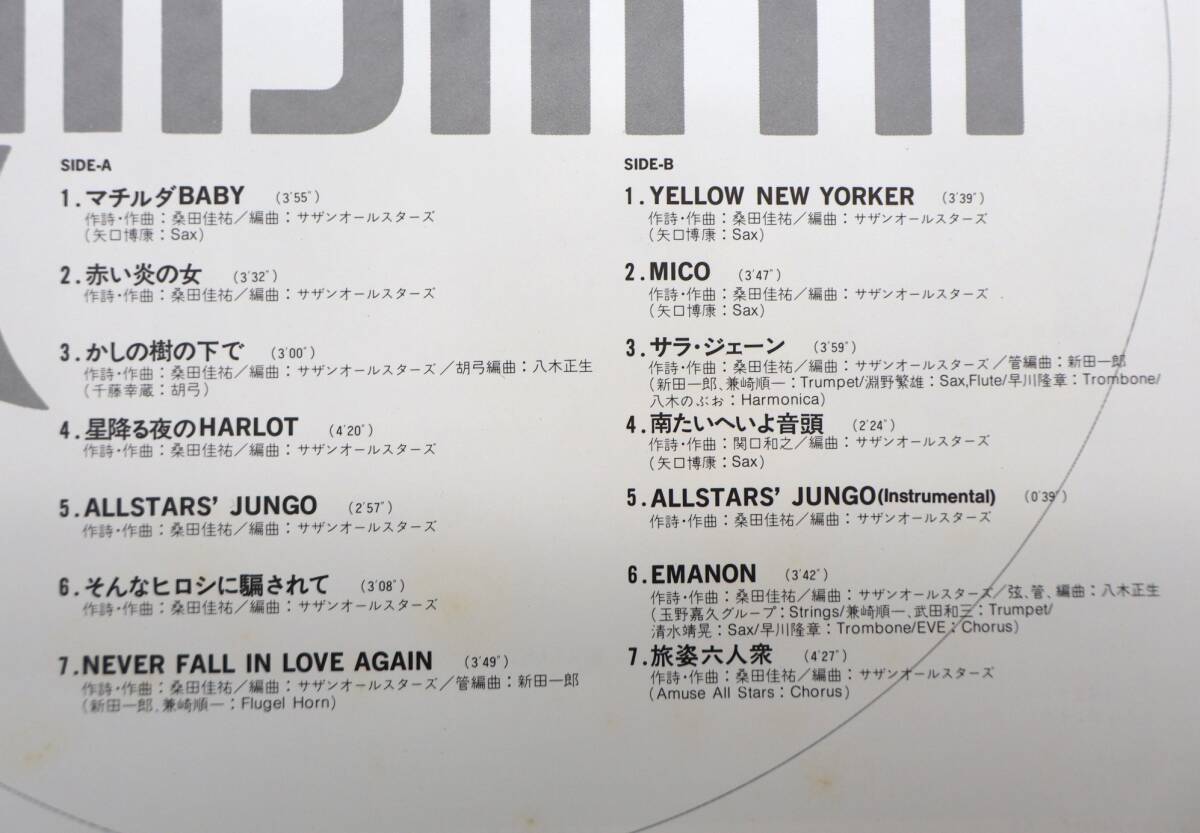 SIDE-A
1.マチルダBABY (3'55")
作詩・作曲：桑田佳祐／編曲：サザンオールスターズ
(矢口博康：Sax)
2.赤い炎の女 (3'32")
作詩・作曲：桑田佳祐／編曲：サザンオールスターズ
3.かしの樹の下で (3'00")
作詩・作曲：桑田佳祐／編曲：サザンオールスターズ／胡弓編曲：八木正生
(千藤幸蔵：胡弓)
4.星降る夜のHARLOT (4'20")
作詩・作曲：桑田佳祐／編曲：サザンオールスターズ
5.ALLSTARS' JUNGO (2'57")
作詩・作曲：桑田佳祐／編曲：サザンオールスターズ
6.そんなヒロシに騙されて (3'08")
作詩・作曲：桑田佳祐／編曲：サザンオールスターズ
7.NEVER FALL IN LOVE AGAIN (3'49")
作詩・作曲：桑田佳祐／編曲：サザンオールスターズ／管編曲：新田一郎
(新田一郎、兼崎順一：Flugel Horn)
SIDE-B
1.YELLOW NEW YORKER (3'39")
作詩・作曲：桑田佳祐／編曲：サザンオールスターズ
(矢口博康：Sax)
2.MICO (3'47")
作詩・作曲：桑田佳祐／編曲：サザンオールスターズ
(矢口博康：Sax)
3.サラ・ジェーン (3'59")
作詩・作曲：桑田佳祐／編曲：サザンオールスターズ／管編曲：新田一郎
(新田一郎、兼崎順一：Trumpet/淵野繁雄：Sax,Flute/早川隆章：Trombone/
八木のぶお：Harmonica)
4.南たいへいよ音頭 (2'24")
作詩・作曲：関口和之／編曲：サザンオールスターズ
(矢口博康：Sax)
5.ALLSTARS' JUNGO(Instrumental) (0'39")
作詩・作曲：桑田佳祐／編曲：サザンオールスターズ
6.EMANON (3'42")
作詩・作曲：桑田佳祐／編曲：サザンオールスターズ／弦、管、編曲：八木正生
(玉野嘉久グループ：Strings/兼崎順一、武田和三：Trumpet/
清水靖晃：Sax/早川隆章：Trombone/EVE：Chorus)
7.旅姿六人衆 (4'27")
作詩・作曲：桑田佳祐／編曲：サザンオールスターズ
(Amuse All Stars：Chorus)